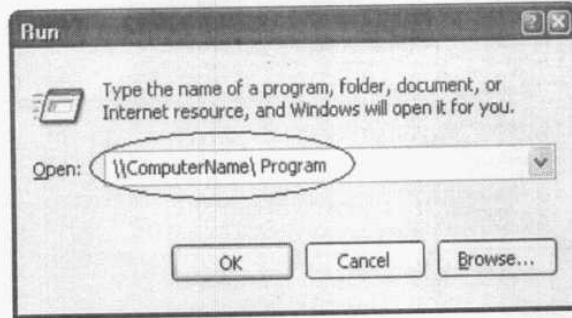 Run
Type the name of a program, folder, document, or
Internet resource, and Windows will open it for you.
Open: \\ComputerName\ Program
OK Cancel Browse...